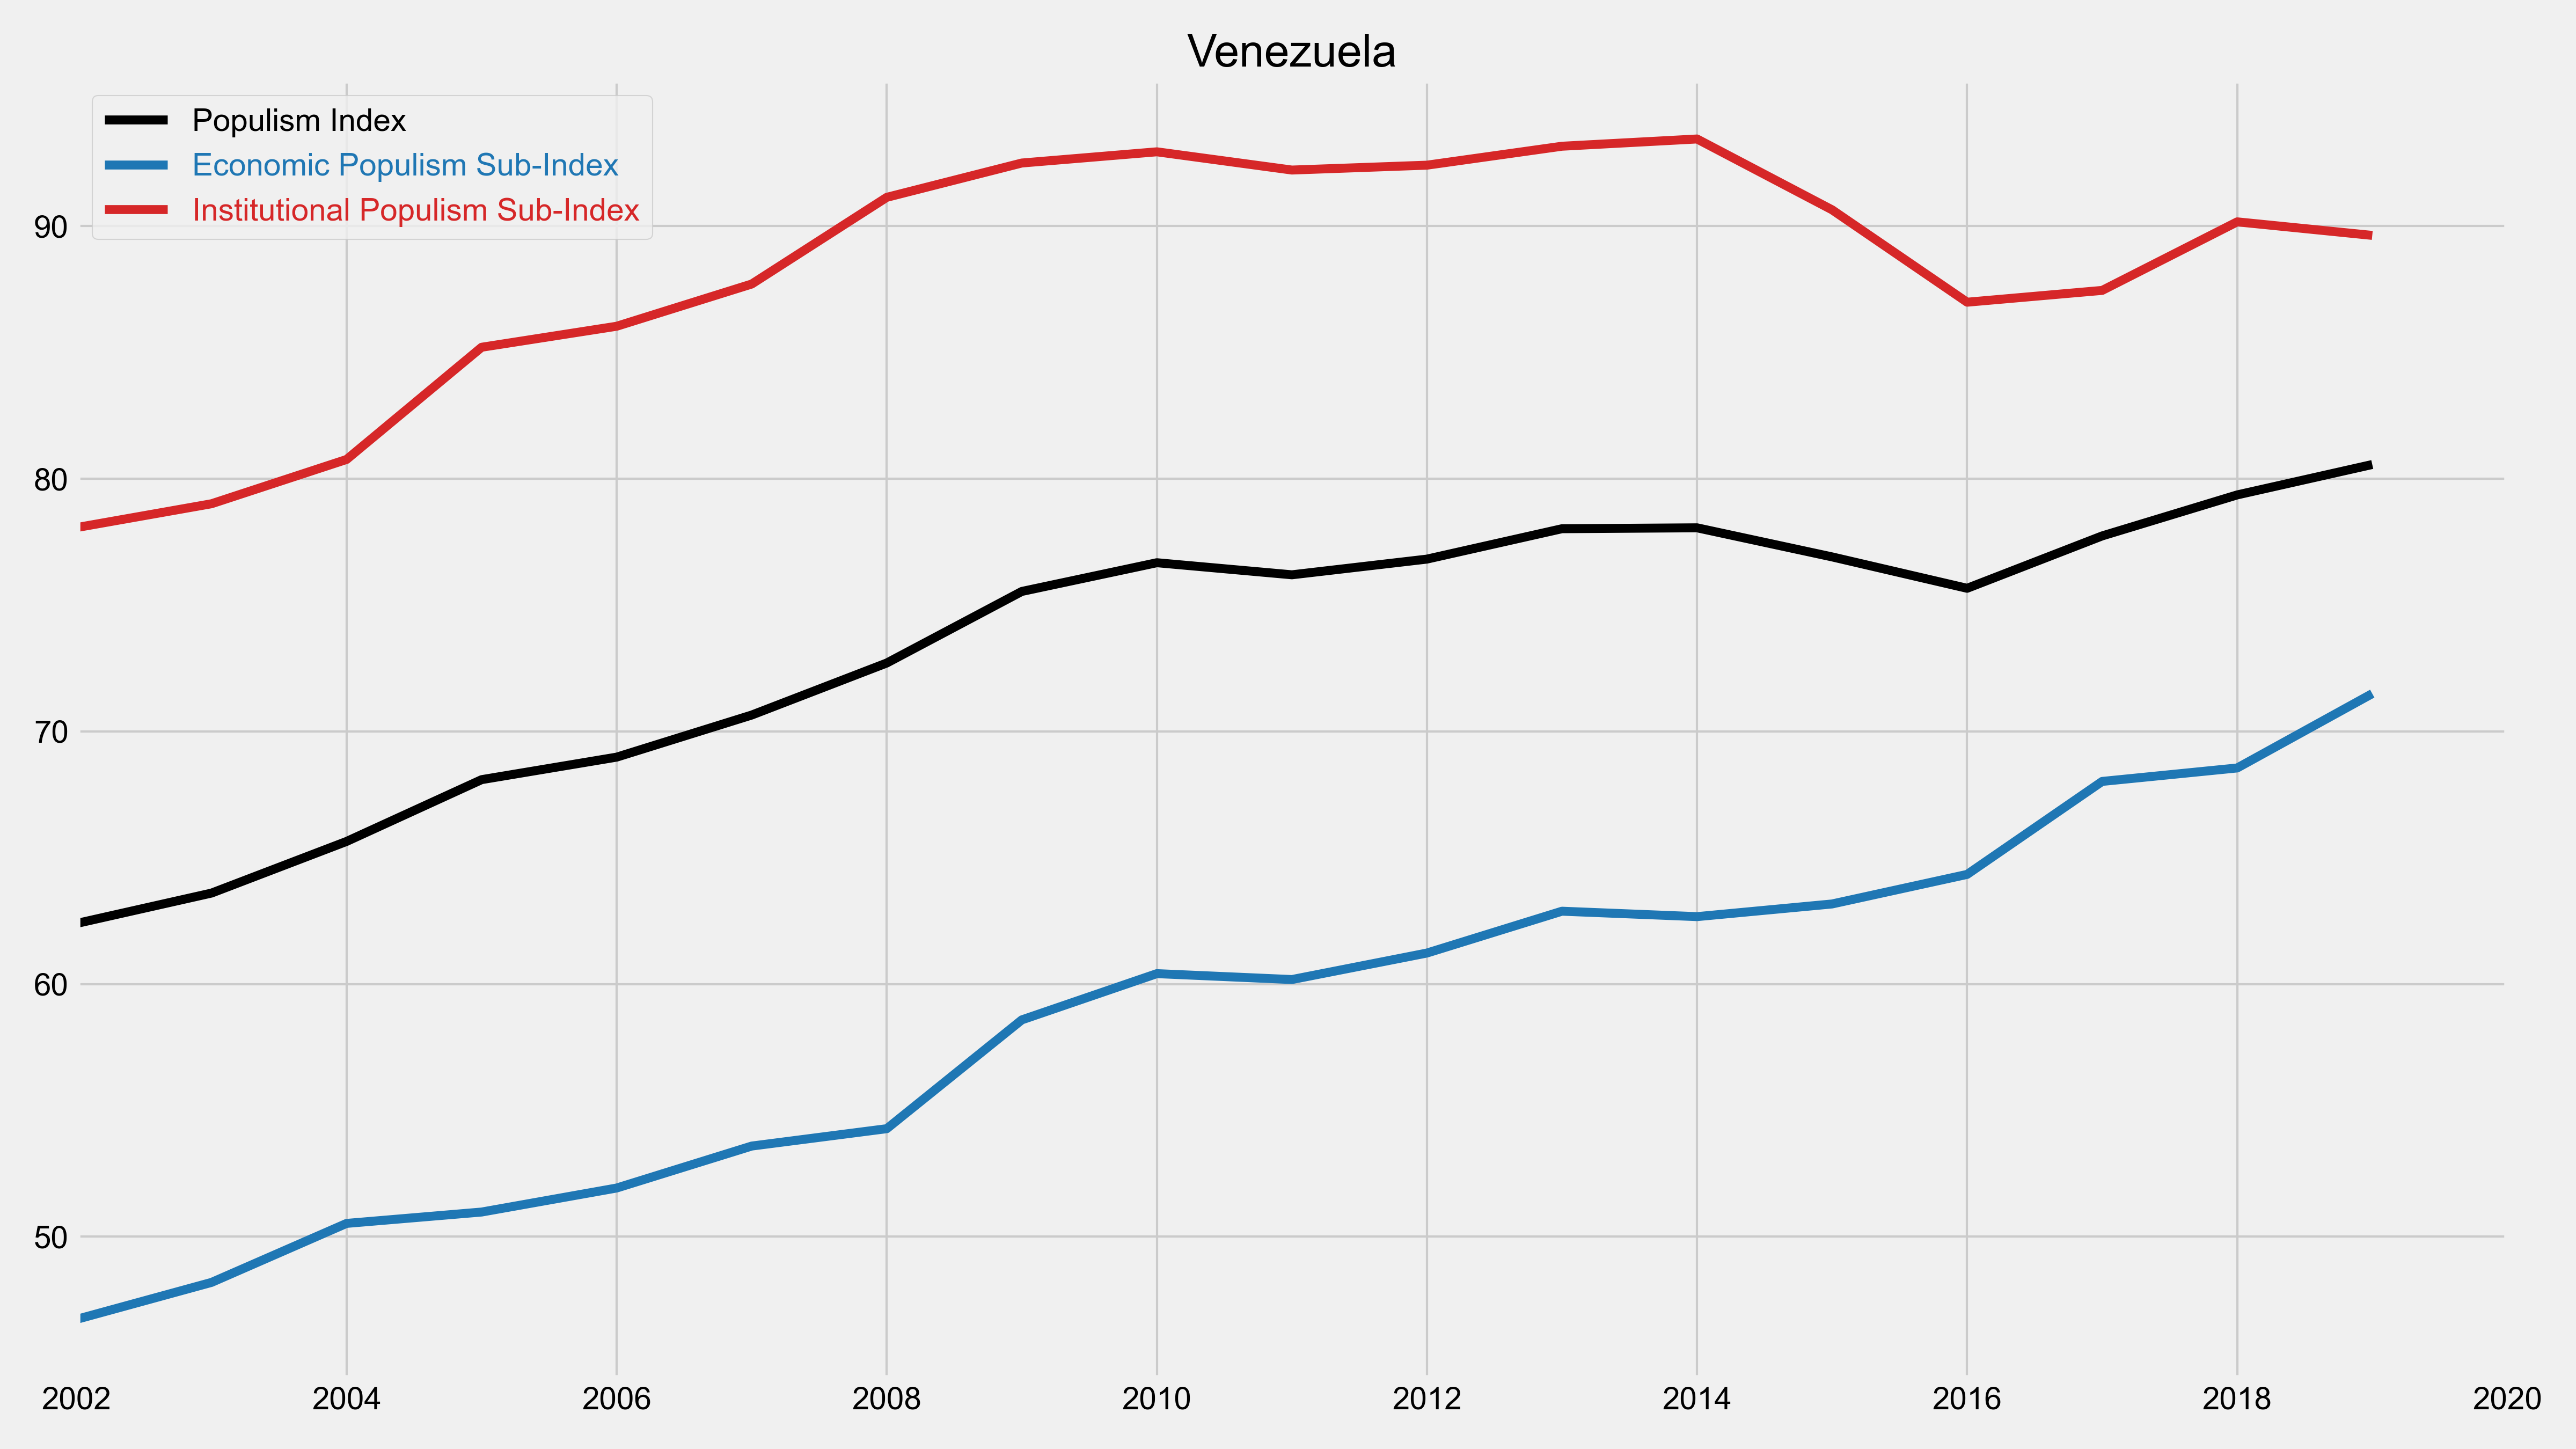 Venezuela
Populism Index
Economic Populism Sub-Index
Institutional Populism Sub-Index
90
80
70
60
50
2002 2004 2006 2008 2010 2012 2014 2016 2018 2020